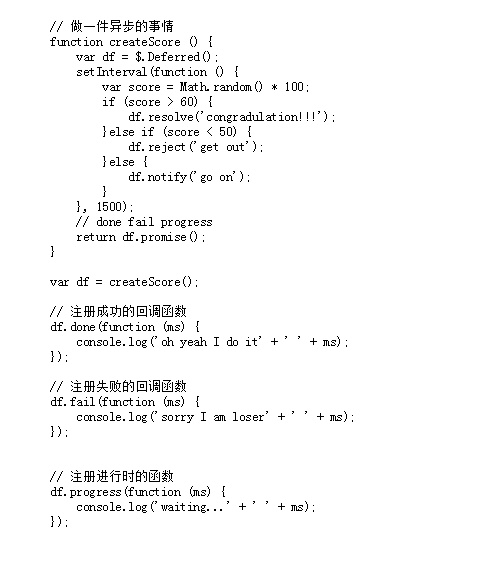 // 做一件异步的事情
function createScore () {
    var df = $.Deferred();
    setInterval(function () {
        var score = Math.random() * 100;
        if (score > 60) {
            df.resolve('congradulation!!!');
        }else if (score < 50) {
            df.reject('get out');
        }else {
            df.notify('go on');
        }
    }, 1500);
    // done fail progress
    return df.promise();
}
var df = createScore();
// 注册成功的回调函数
df.done(function (ms) {
    console.log('oh yeah I do it' + ' ' + ms);
});
// 注册失败的回调函数
df.fail(function (ms) {
    console.log('sorry I am loser' + ' ' + ms);
});
// 注册进行时的函数
df.progress(function (ms) {
    console.log('waiting...' + ' ' + ms);
});